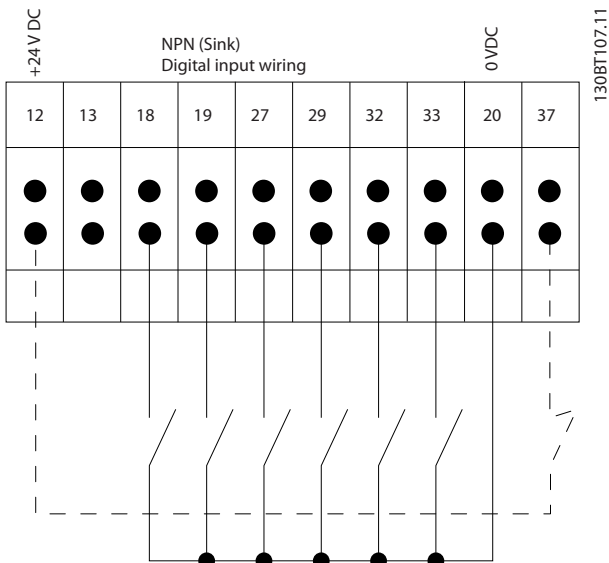 +24 V DC
NPN (Sink)
Digital input wiring
0 VDC
130BT107.11
12 13 18 19 27 29 32 33 20 37